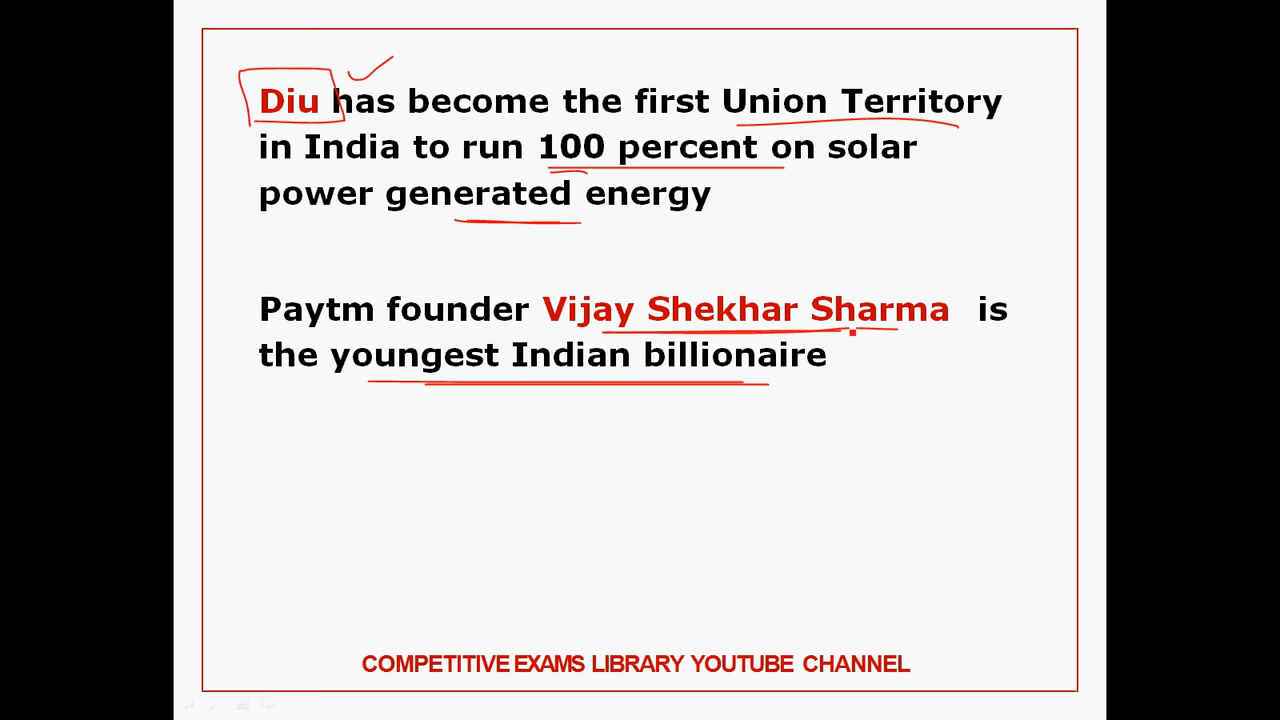 Diu has become the first Union Territory
in India to run 100 percent on solar
power generated energy
Paytm founder Vijay Shekhar Sharma is
the youngest Indian billionaire
COMPETITIVE EXAMS LIBRARY YOUTUBE CHANNEL